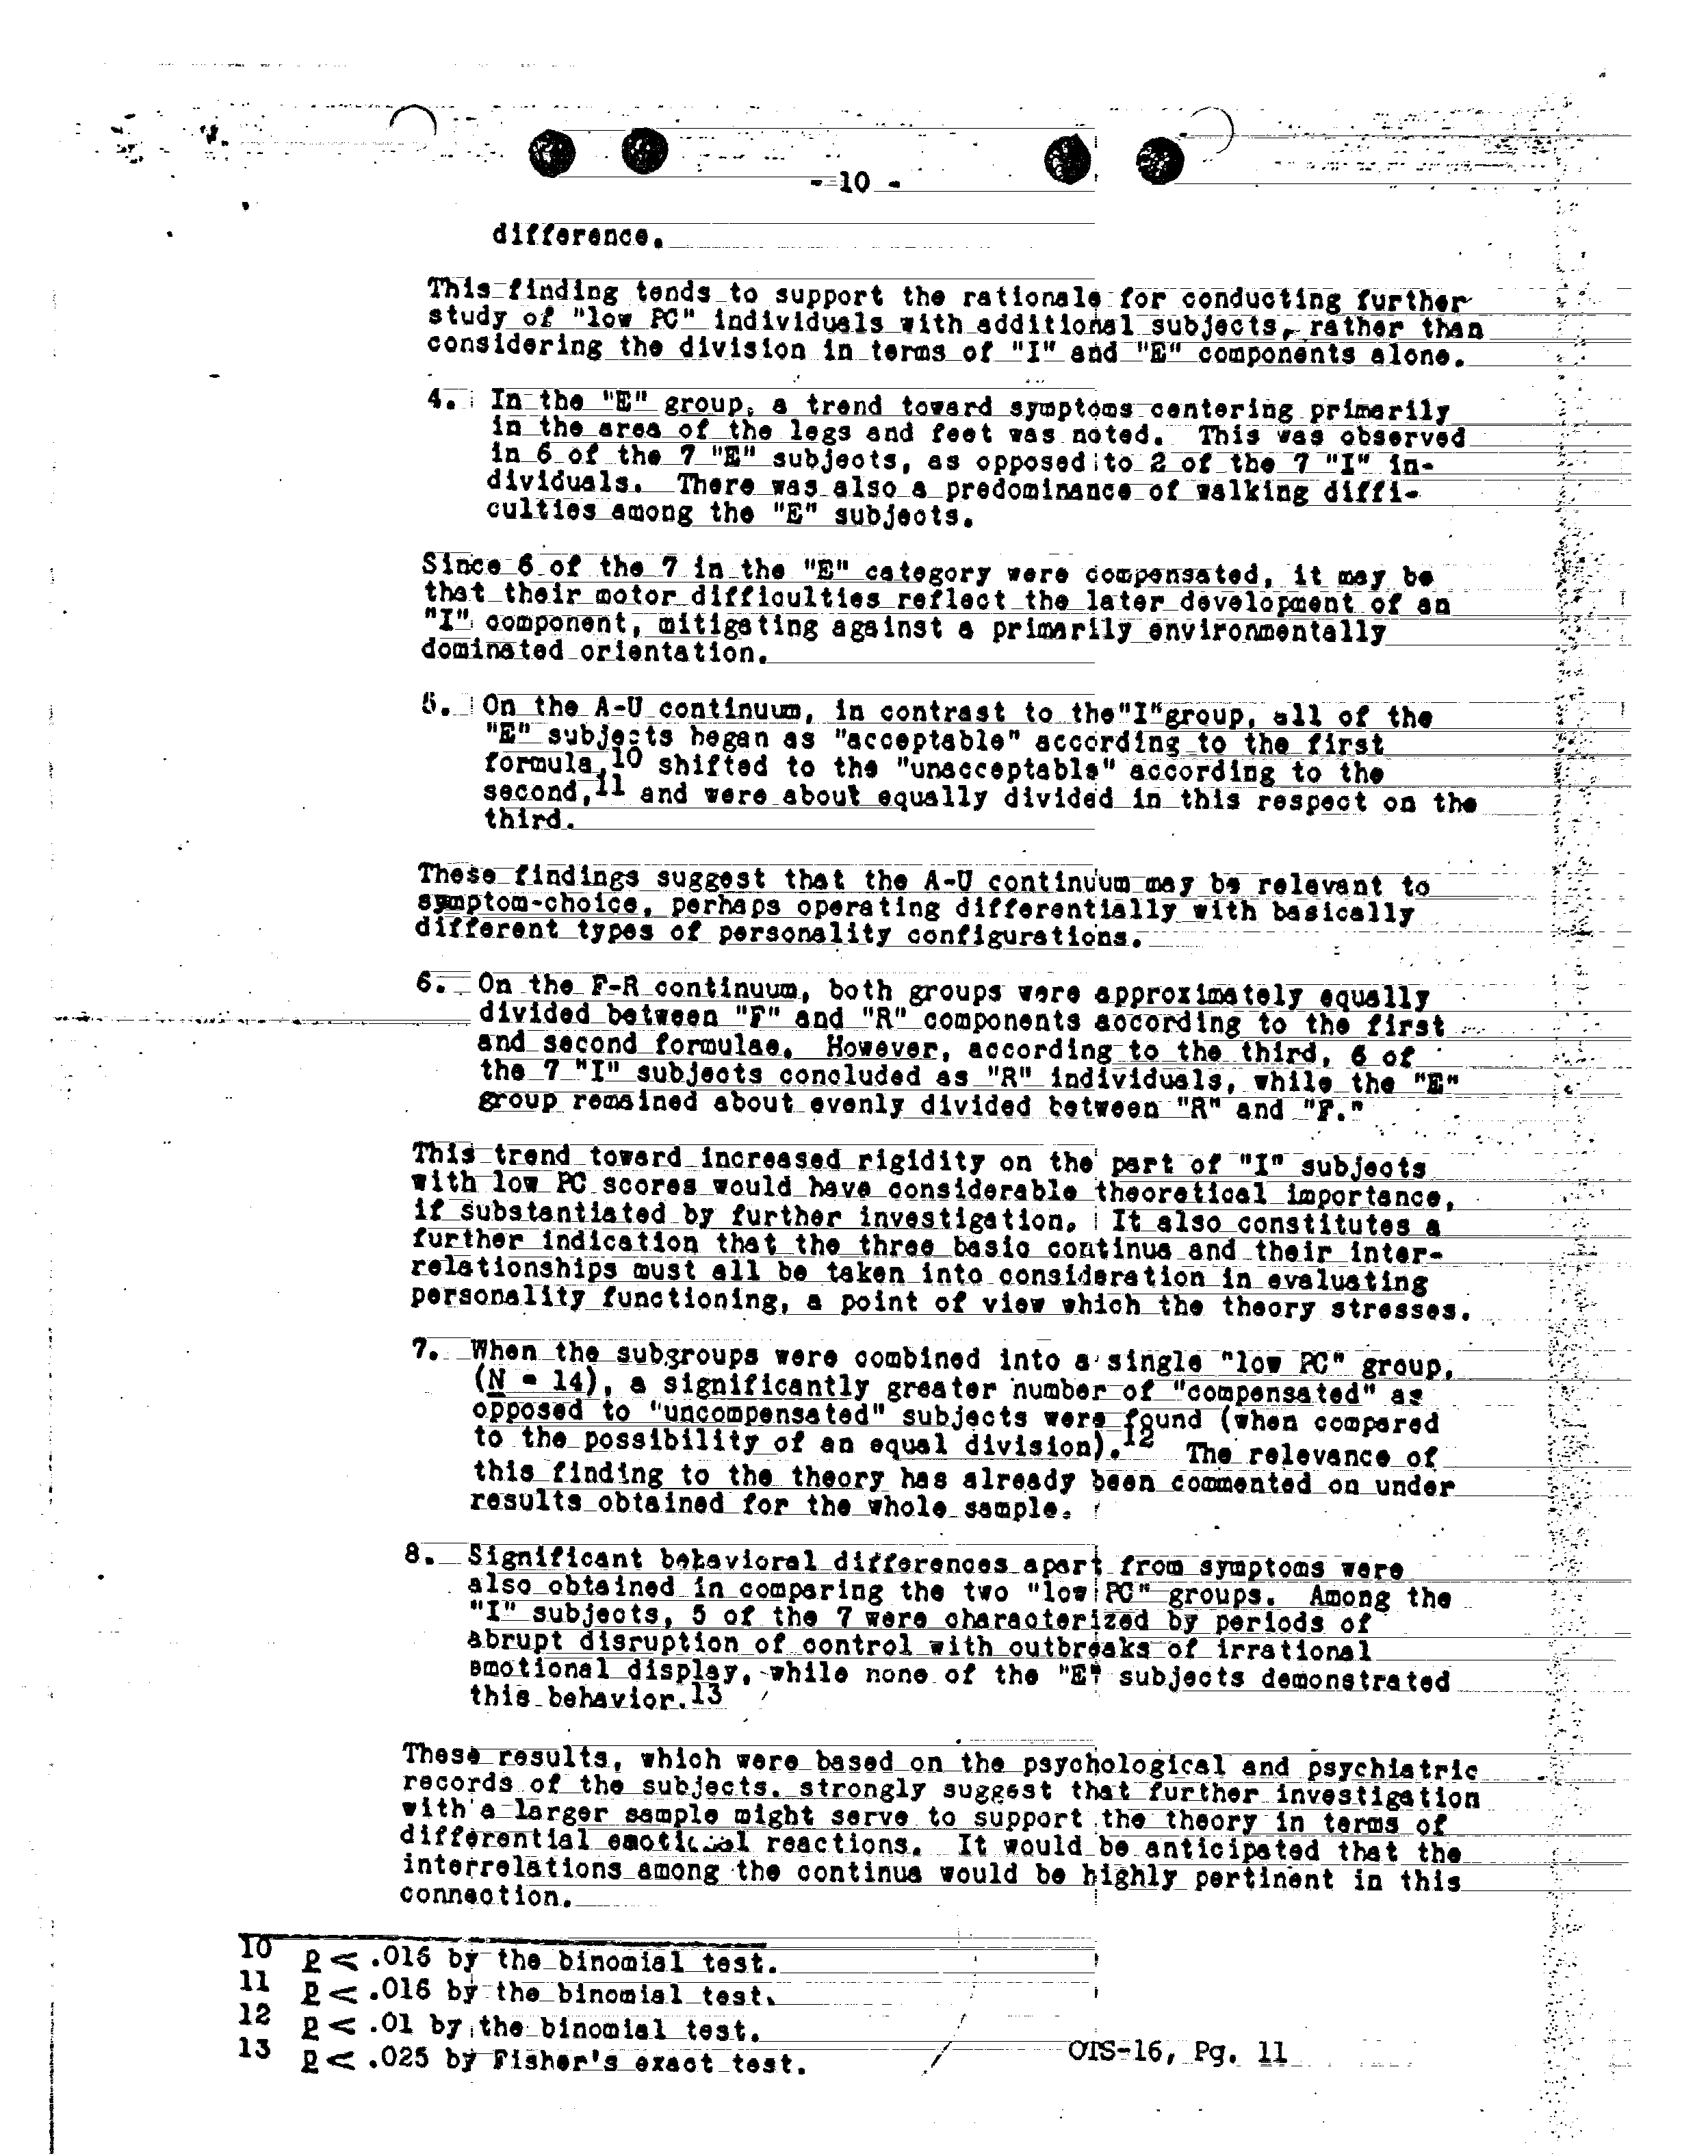 - 10 -
difference.
This finding tends to support the rationale for conducting further
study of "low PC" individuals with additional subjects, rather than
considering the division in terms of "I" and "E" components alone.
4. In the "E" group, a trend toward symptoms centering primarily
in the area of the legs and feet was noted. This was observed
in 6 of the 7 "E" subjects, as opposed to 2 of the 7 "I" in-
dividuals. There was also a predominance of walking diffi-
culties among the "E" subjects.
Since 6 of the 7 in the "E" category were compensated, it may be
that their motor difficulties reflect the later development of an
"I" component, mitigating against a primarily environmentally
dominated orientation.
5. On the A-U continuum, in contrast to the "I" group, all of the
"E" subjects began as "acceptable" according to the first
formula,10 shifted to the "unacceptable" according to the
second,11 and were about equally divided in this respect on the
third.
These findings suggest that the A-U continuum may be relevant to
symptom-choice, perhaps operating differentially with basically
different types of personality configurations.
6. On the F-R continuum, both groups were approximately equally
divided between "F" and "R" components according to the first
and second formulae. However, according to the third, 6 of
the 7 "I" subjects concluded as "R" individuals, while the "E"
group remained about evenly divided between "R" and "F."
This trend toward increased rigidity on the part of "I" subjects
with low PC scores would have considerable theoretical importance,
if substantiated by further investigation. It also constitutes a
further indication that the three basic continua and their inter-
relationships must all be taken into consideration in evaluating
personality functioning, a point of view which the theory stresses.
7. When the subgroups were combined into a single "low PC" group,
(N = 14), a significantly greater number of "compensated" as
opposed to "uncompensated" subjects were found (when compared
to the possibility of an equal division).12 The relevance of
this finding to the theory has already been commented on under
results obtained for the whole sample.
8. Significant behavioral differences apart from symptoms were
also obtained in comparing the two "low PC" groups. Among the
"I" subjects, 5 of the 7 were characterized by periods of
abrupt disruption of control with outbreaks of irrational
emotional display, while none of the "E" subjects demonstrated
this behavior.13
These results, which were based on the psychological and psychiatric
records of the subjects, strongly suggest that further investigation
with a larger sample might serve to support the theory in terms of
differential emotional reactions. It would be anticipated that the
interrelations among the continua would be highly pertinent in this
connection.
10 p < .016 by the binomial test.
11 p < .016 by the binomial test.
12 p < .01 by the binomial test.
13 p < .025 by Fisher's exact test.
OTS-16, Pg. 11